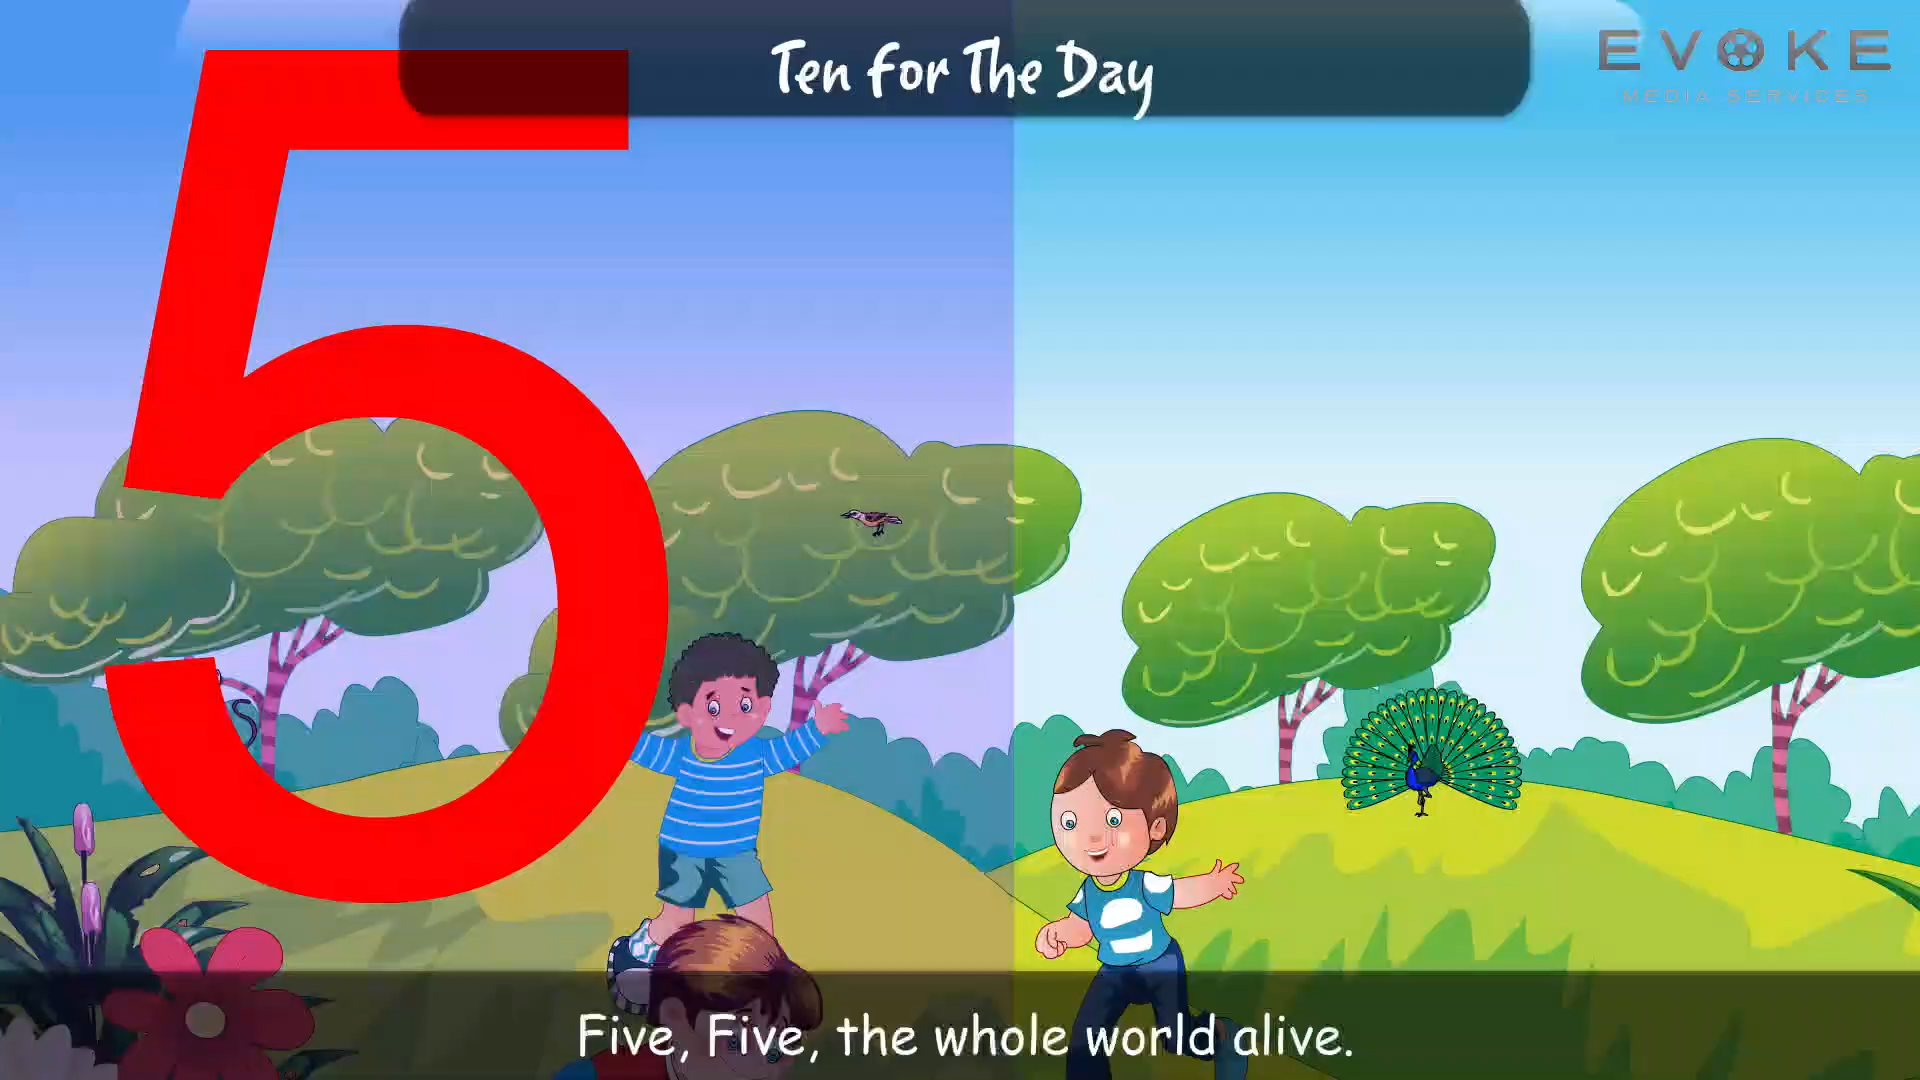 Ten For The Day
EVOKE
MEDIA SERVICES
5
Five, Five, the whole world alive.